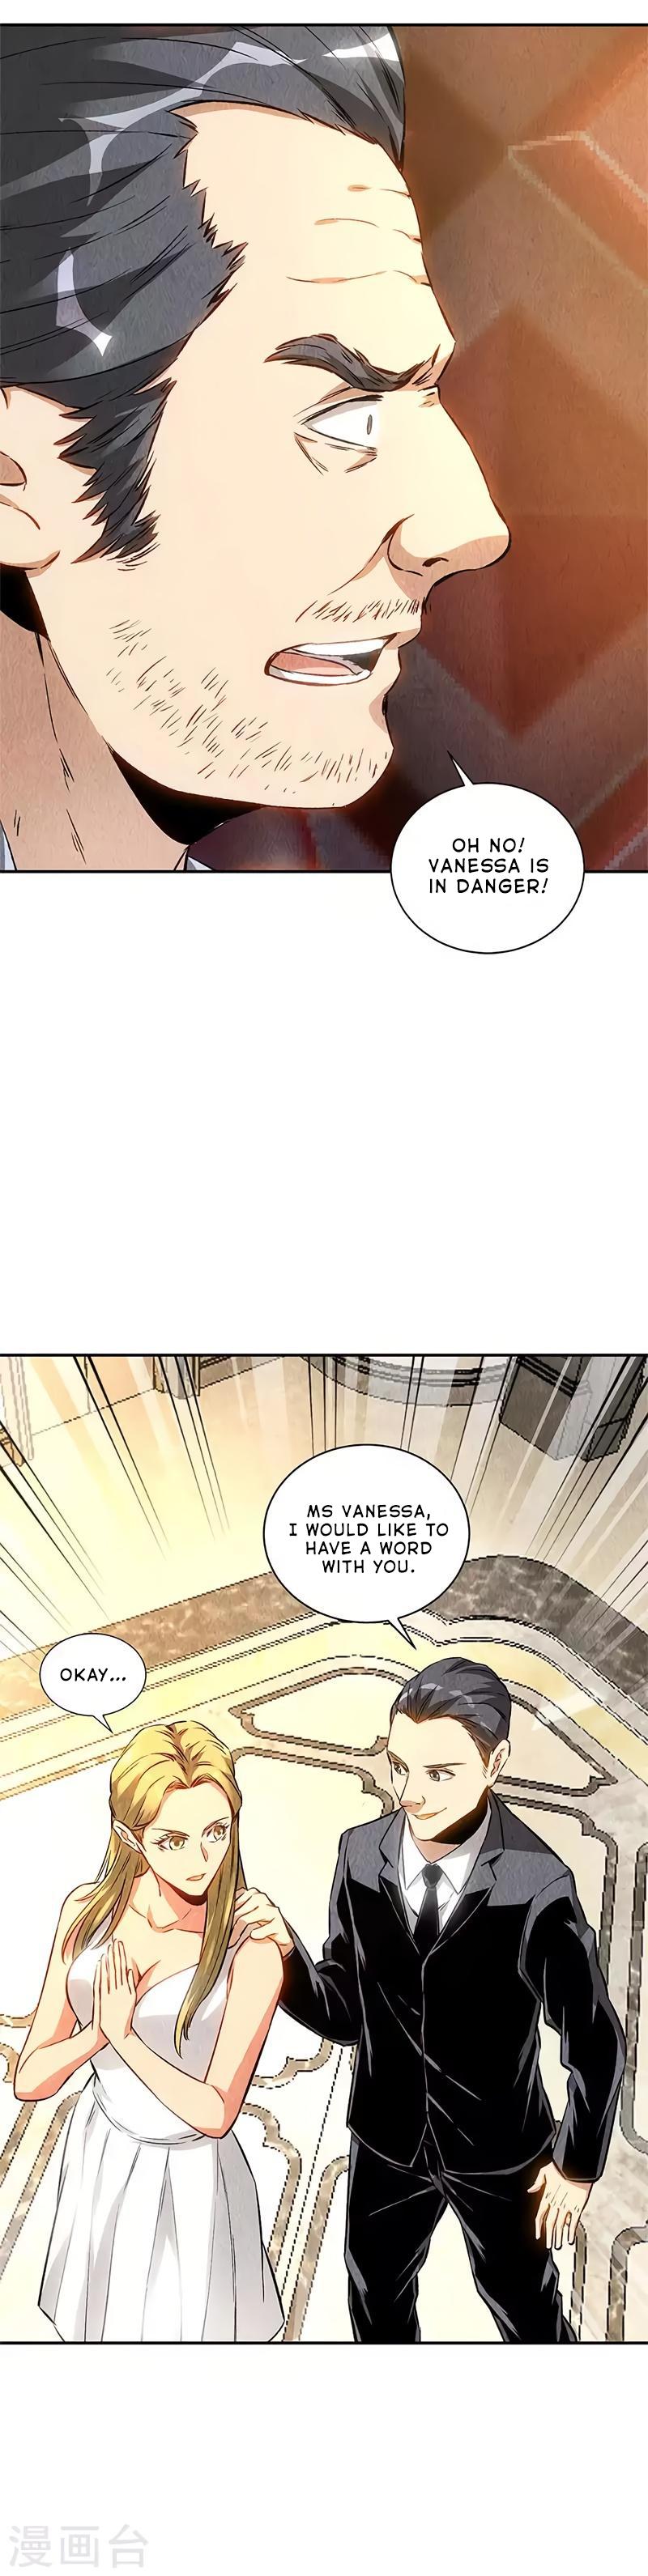 OH NO!
VANESSA IS
IN DANGER!
MS VANESSA,
I WOULD LIKE TO
HAVE A WORD
WITH YOU.
OKAY...
漫画台